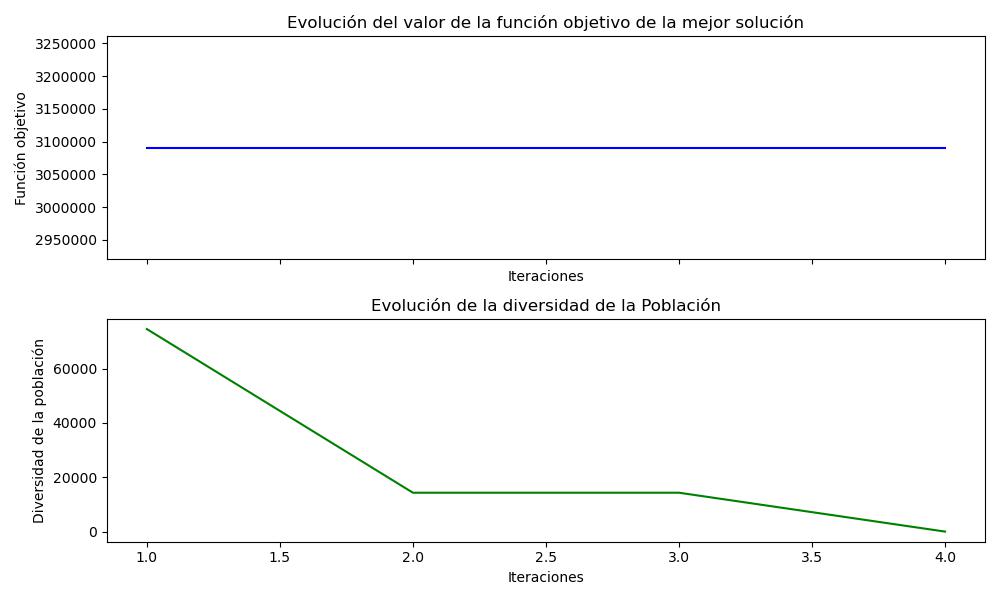 Evolución del valor de la función objetivo de la mejor solución
3250000
3200000
3150000
3100000
3050000
3000000
2950000
Función objetivo
Iteraciones
Evolución de la diversidad de la Población
60000
40000
20000
0
Diversidad de la población
1.0 1.5 2.0 2.5 3.0 3.5 4.0
Iteraciones